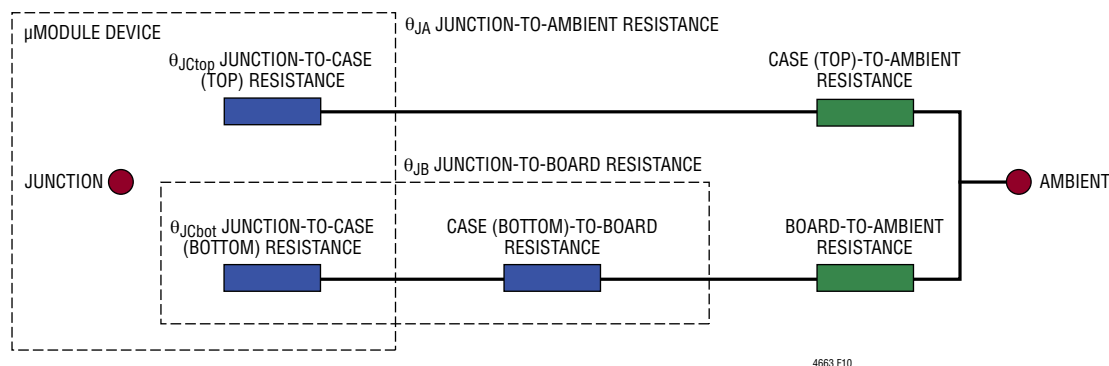 µMODULE DEVICE
θJA JUNCTION-TO-AMBIENT RESISTANCE
θJCtop JUNCTION-TO-CASE
(TOP) RESISTANCE
CASE (TOP)-TO-AMBIENT
RESISTANCE
θJB JUNCTION-TO-BOARD RESISTANCE
JUNCTION
AMBIENT
θJCbot JUNCTION-TO-CASE
(BOTTOM) RESISTANCE
CASE (BOTTOM)-TO-BOARD
RESISTANCE
BOARD-TO-AMBIENT
RESISTANCE
4663 F10